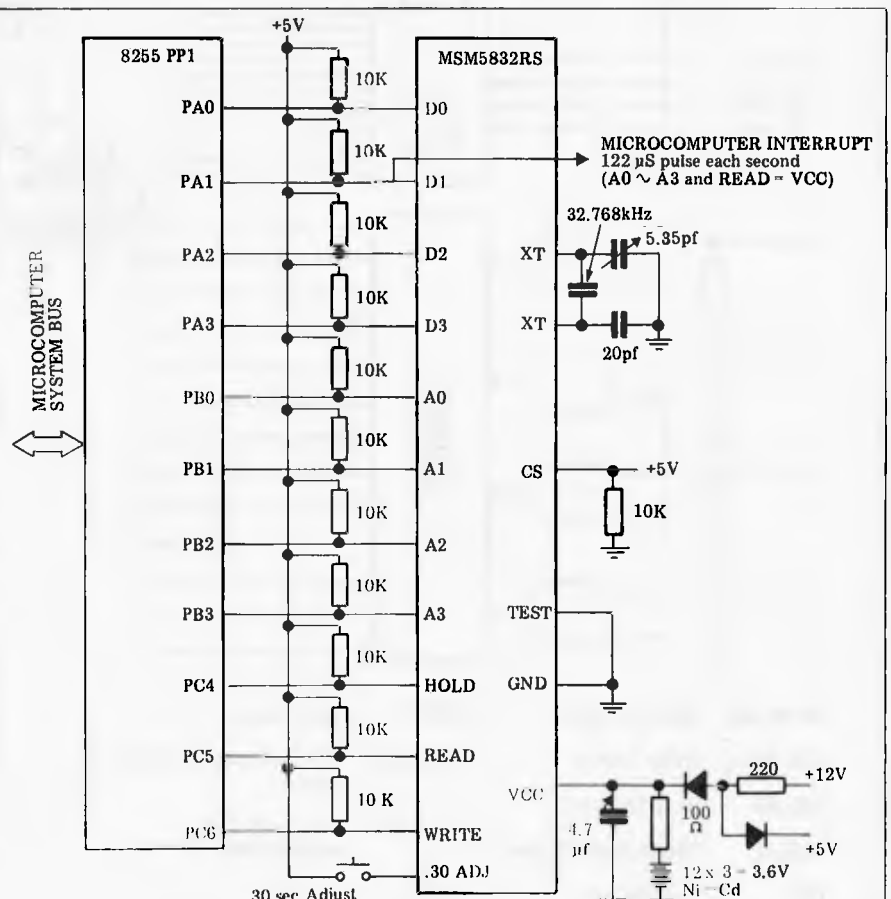 +5V
8255 PP1
MSM5832RS
10K
PA0
D0
10K
MICROCOMPUTER INTERRUPT
122 µS pulse each second
(A0 ~ A3 and READ = VCC)
PA1
D1
10K
32.768kHz
5.35pf
PA2
D2
XT
MICROCOMPUTER
SYSTEM BUS
10K
PA3
D3
XT
20pf
10K
PB0
A0
10K
PB1
A1
CS
+5V
10K
10K
PB2
A2
10K
PB3
A3
TEST
10K
PC4
HOLD
GND
10K
PC5
READ
220
+12V
VCC
10 K
4.7
µf
100
Ω
PC6
WRITE
+5V
.30 ADJ
12 x 3 - 3.6V
Ni-Cd
30 sec Adjust